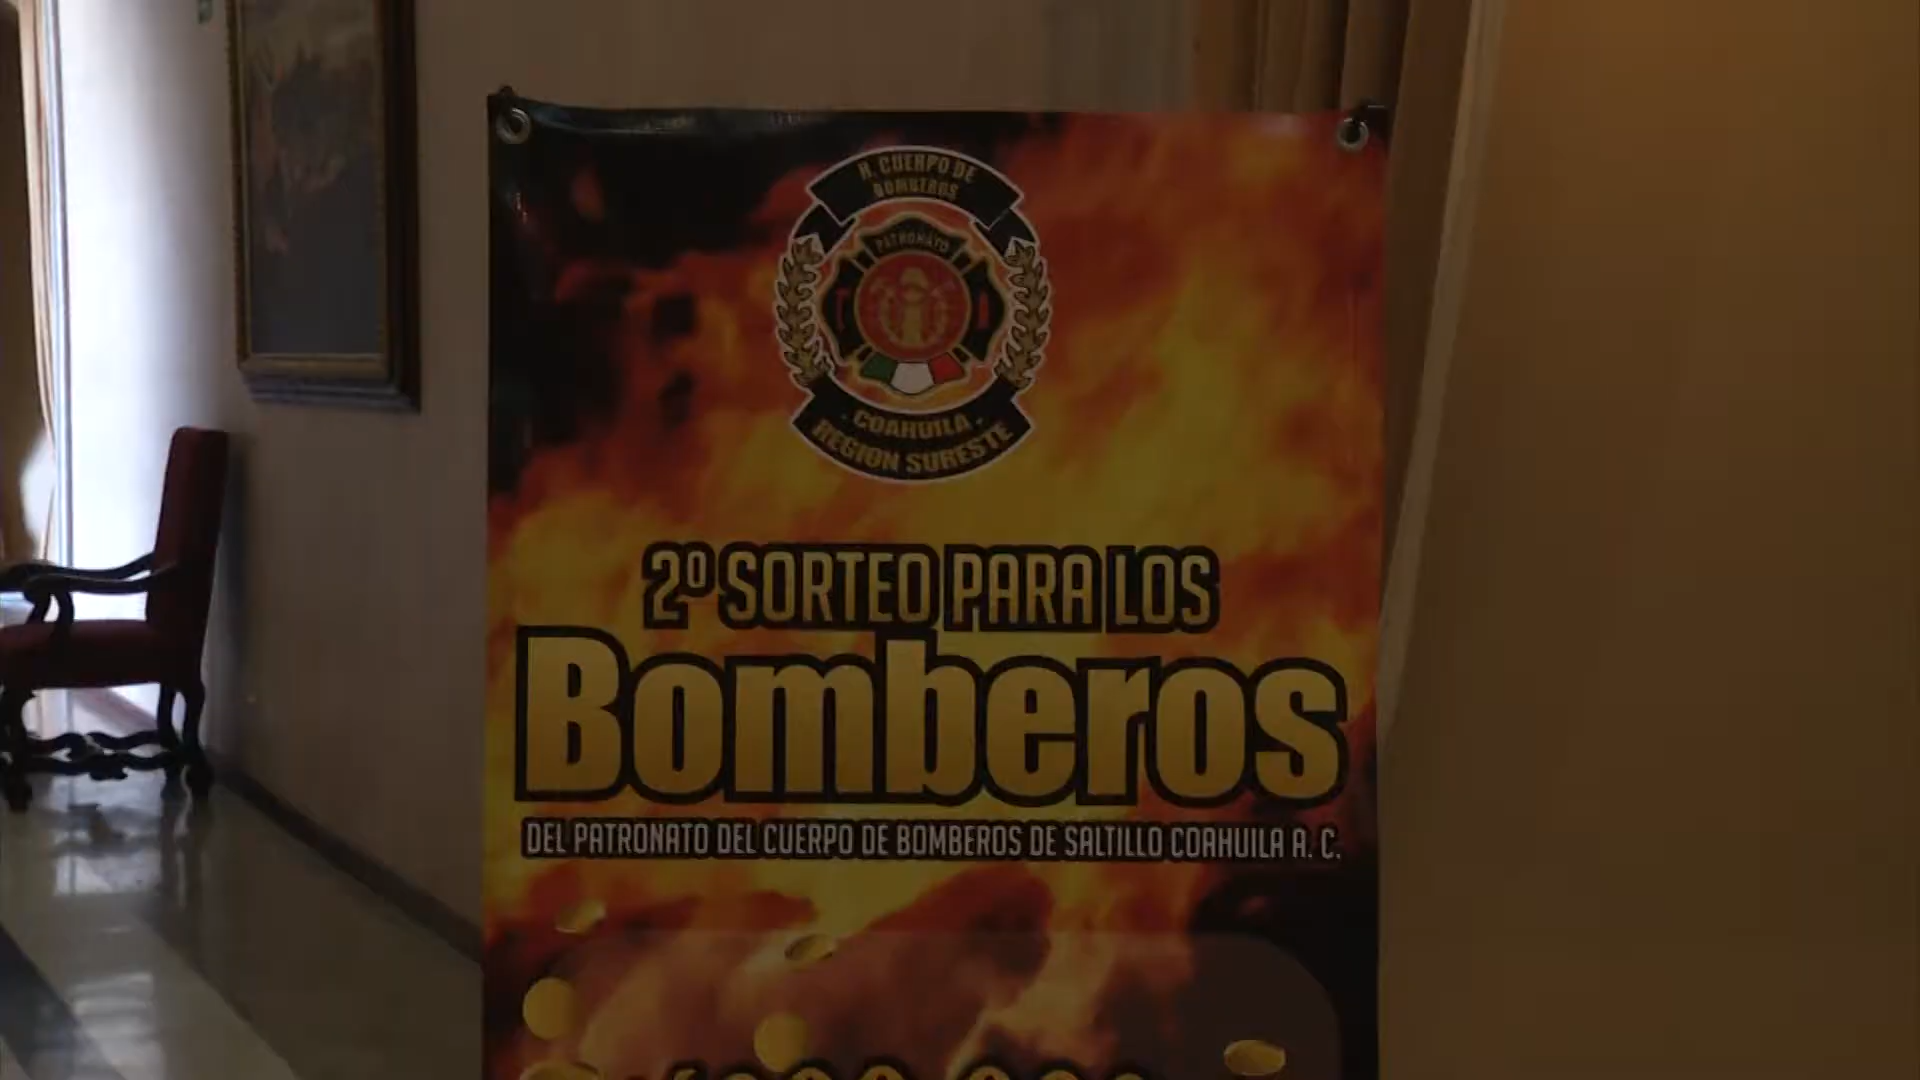 H. CUERPO DE
BOMBEROS
PATRONATO
- COAHUILA -
REGION SURESTE
2º SORTEO PARA LOS
Bomberos
DEL PATRONATO DEL CUERPO DE BOMBEROS DE SALTILLO COAHUILA A. C.